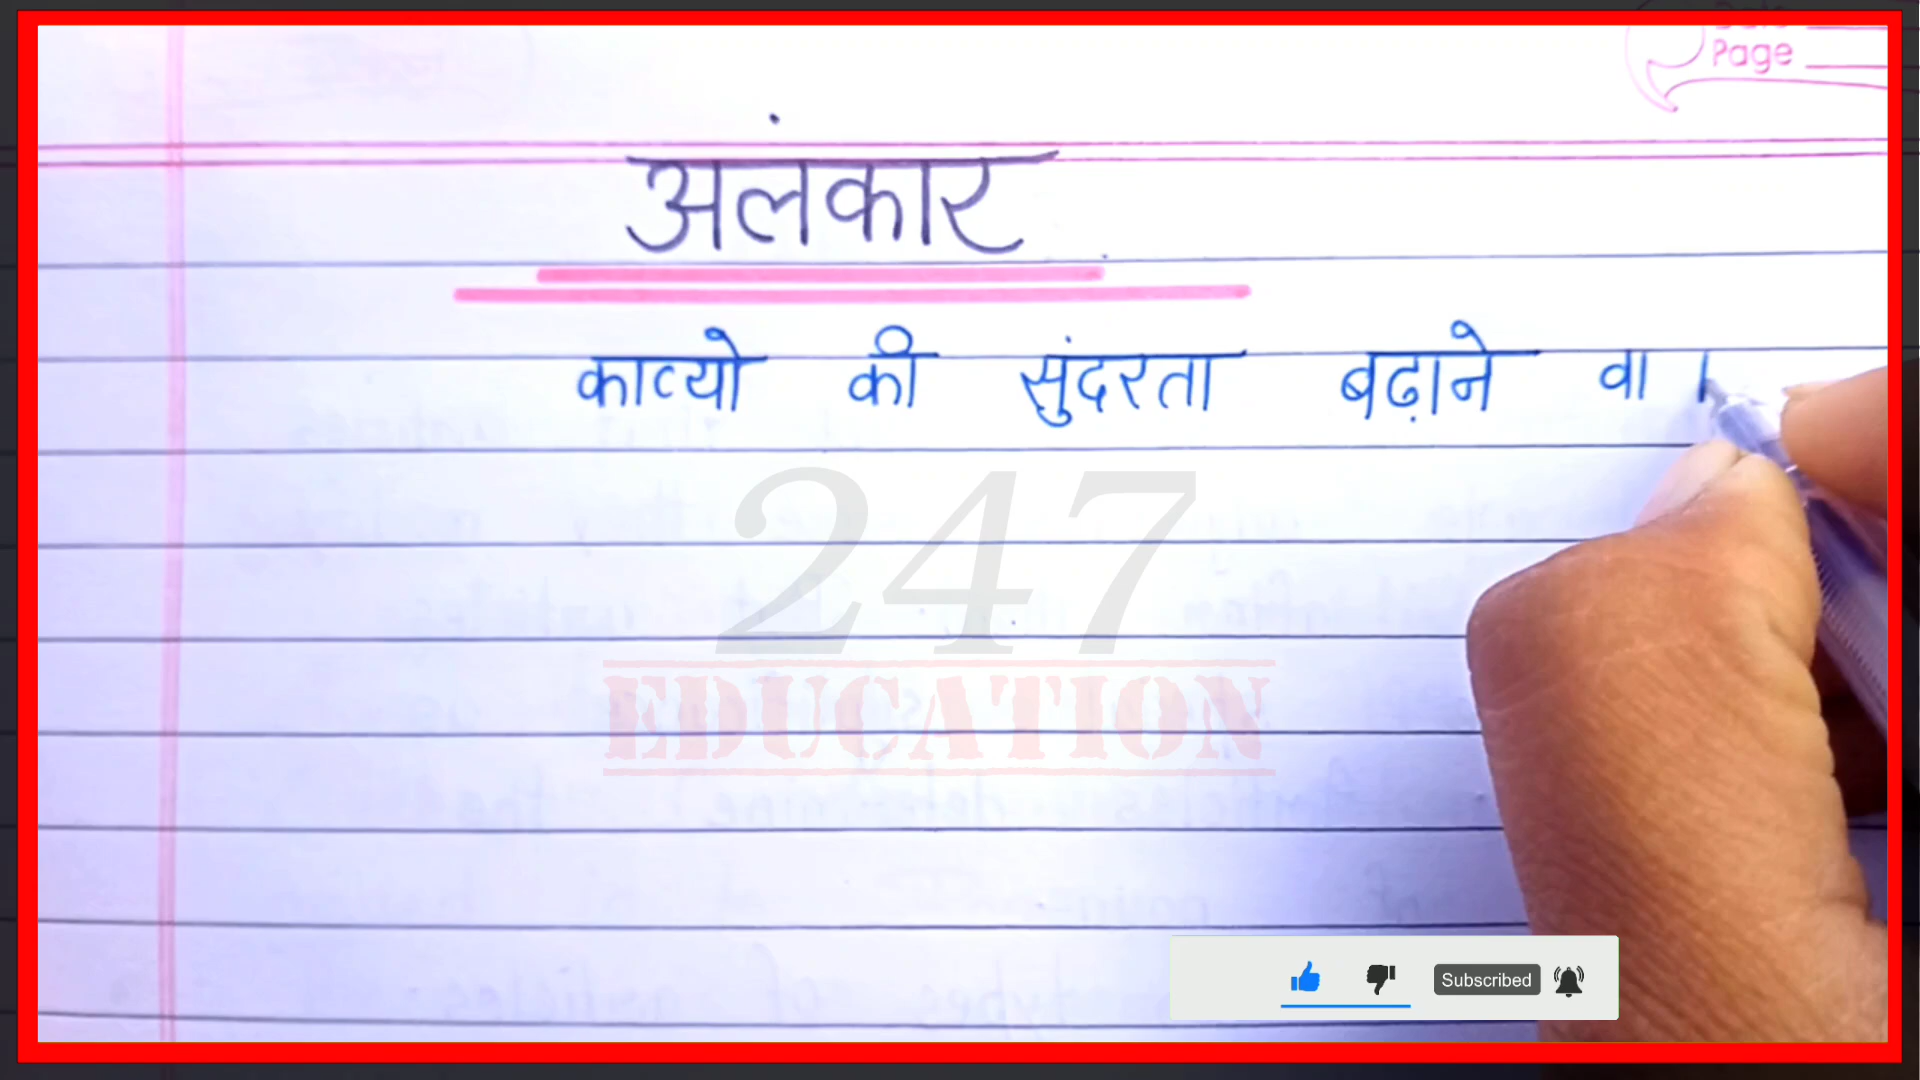 Page
अलंकार
काव्यो की सुंदरता बढ़ाने वा
247
EDUCATION
Subscribed